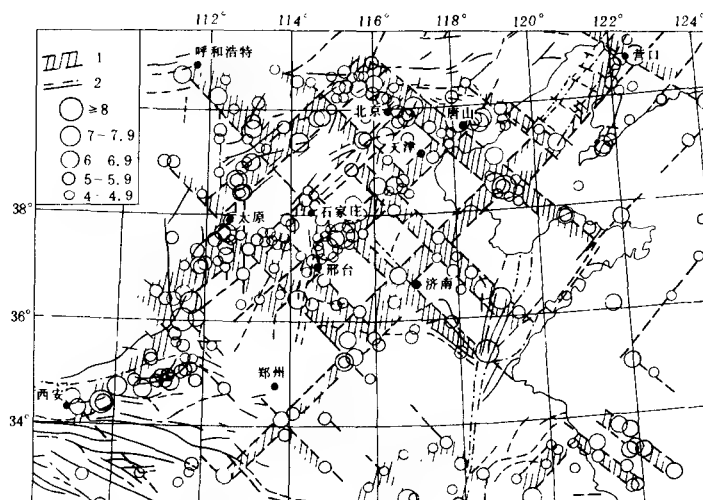 112° 114° 116° 118° 120° 122° 124°
呼和浩特
营口
1
2
≥8
7-7.9
6 6.9
5-5.9
4-4.9
北京
唐山
天津
38°
太原
石家庄
邢台
济南
36°
郑州
西安
34°